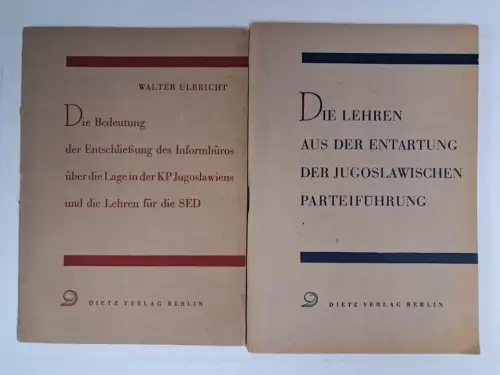 WALTER ULBRICHT
Die Bedeutung
der Entschließung des Informbüros
über die Lage in der KP Jugoslawiens
und die Lehren für die SED
DIETZ VERLAG BERLIN
DIE LEHREN
AUS DER ENTARTUNG
DER JUGOSLAWISCHEN
PARTEIFÜHRUNG
DIETZ VERLAG BERLIN